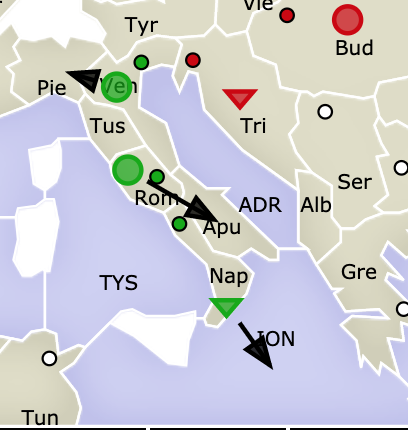 Vie
Tyr
Bud
Pie
Ven
Tus
Tri
Rom
Ser
ADR
Alb
Apu
Nap
Gre
TYS
ION
Tun